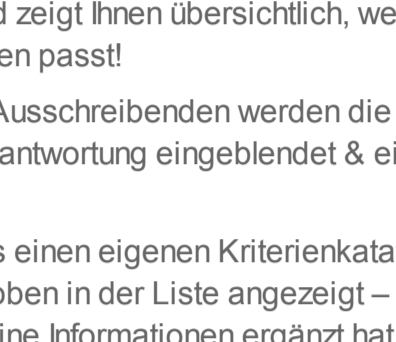 d zeigt Ihnen übersichtlich, we
en passt!
Ausschreibenden werden die
antwortung eingeblendet & ei
s einen eigenen Kriterienkata
oben in der Liste angezeigt –
ine Informationen ergänzt hat